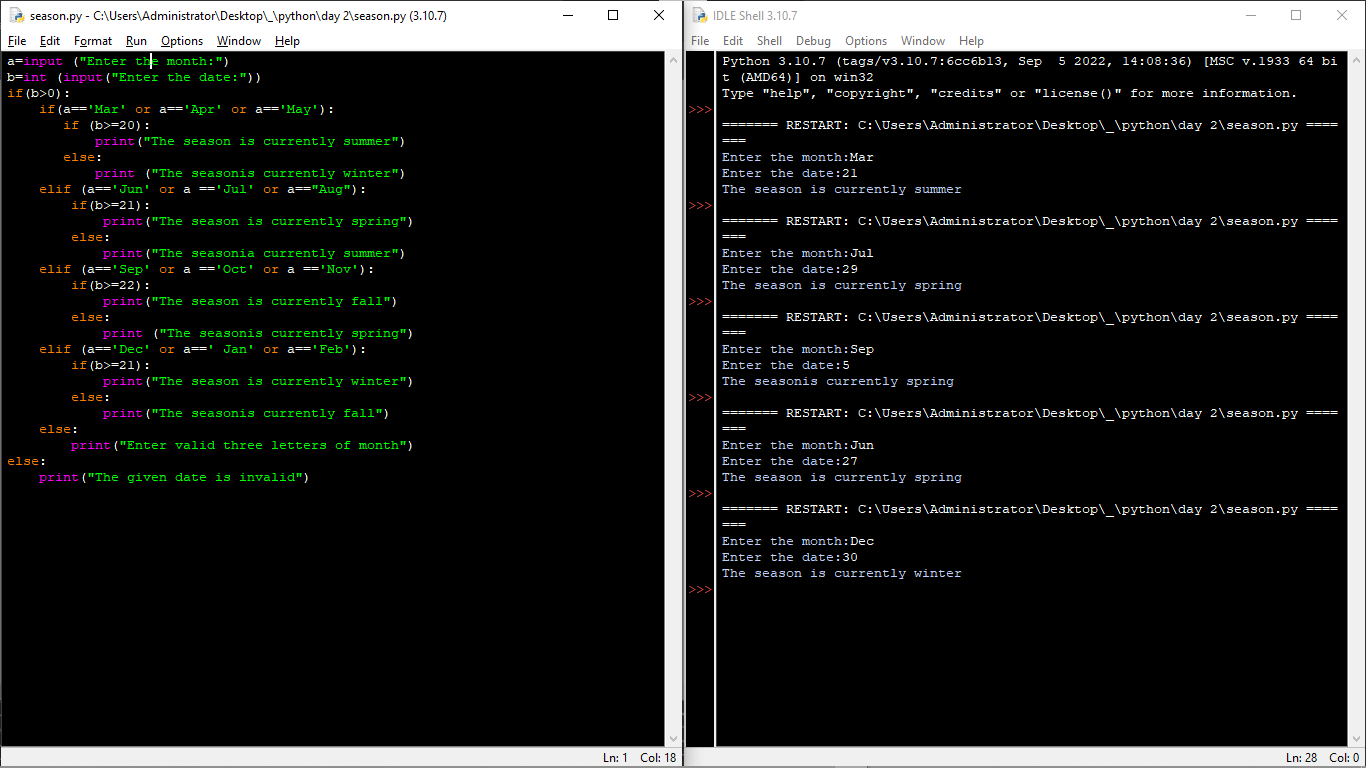 season.py - C:\Users\Administrator\Desktop\_\python\day 2\season.py (3.10.7)
File Edit Format Run Options Window Help
a=input ("Enter the month:")
b=int (input("Enter the date:"))
if(b>0):
    if(a=='Mar' or a=='Apr' or a=='May'):
       if (b>=20):
           print("The season is currently summer")
       else:
           print ("The seasonis currently winter")
    elif (a=='Jun' or a =='Jul' or a=="Aug"):
        if(b>=21):
            print("The season is currently spring")
        else:
            print("The seasonia currently summer")
    elif (a=='Sep' or a =='Oct' or a =='Nov'):
        if(b>=22):
            print("The season is currently fall")
        else:
            print ("The seasonis currently spring")
    elif (a=='Dec' or a==' Jan' or a=='Feb'):
        if(b>=21):
            print("The season is currently winter")
        else:
            print("The seasonis currently fall")
    else:
        print("Enter valid three letters of month")
else:
    print("The given date is invalid")
Ln: 1 Col: 18
IDLE Shell 3.10.7
File Edit Shell Debug Options Window Help
Python 3.10.7 (tags/v3.10.7:6cc6b13, Sep  5 2022, 14:08:36) [MSC v.1933 64 bi
t (AMD64)] on win32
Type "help", "copyright", "credits" or "license()" for more information.
>>>
======= RESTART: C:\Users\Administrator\Desktop\_\python\day 2\season.py ====
===
Enter the month:Mar
Enter the date:21
The season is currently summer
>>>
======= RESTART: C:\Users\Administrator\Desktop\_\python\day 2\season.py ====
===
Enter the month:Jul
Enter the date:29
The season is currently spring
>>>
======= RESTART: C:\Users\Administrator\Desktop\_\python\day 2\season.py ====
===
Enter the month:Sep
Enter the date:5
The seasonis currently spring
>>>
======= RESTART: C:\Users\Administrator\Desktop\_\python\day 2\season.py ====
===
Enter the month:Jun
Enter the date:27
The season is currently spring
>>>
======= RESTART: C:\Users\Administrator\Desktop\_\python\day 2\season.py ====
===
Enter the month:Dec
Enter the date:30
The season is currently winter
>>>
Ln: 28 Col: 0